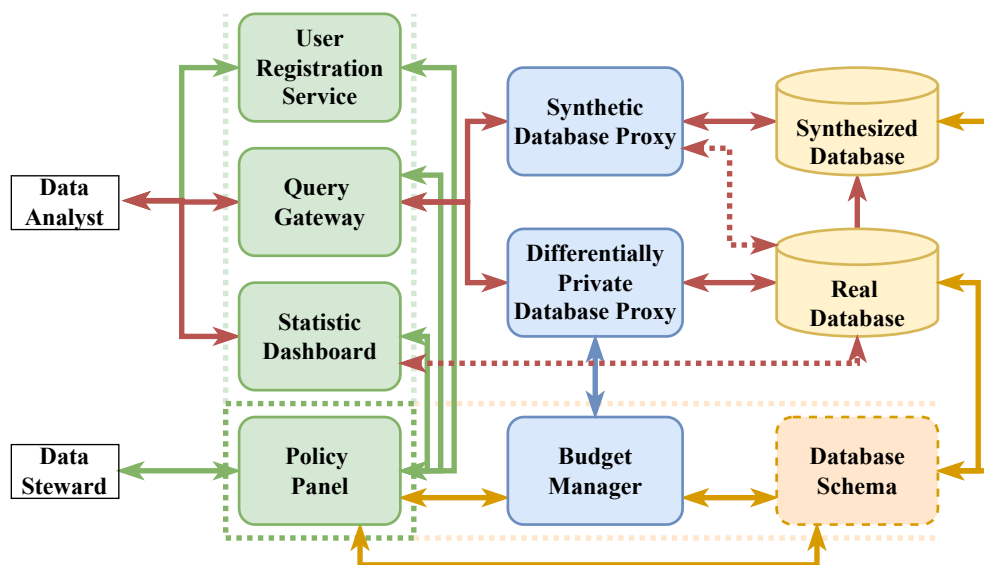 User
Registration
Service
Synthetic
Database Proxy
Synthesized
Database
Data
Analyst
Query
Gateway
Differentially
Private
Database Proxy
Real
Database
Statistic
Dashboard
Data
Steward
Policy
Panel
Budget
Manager
Database
Schema